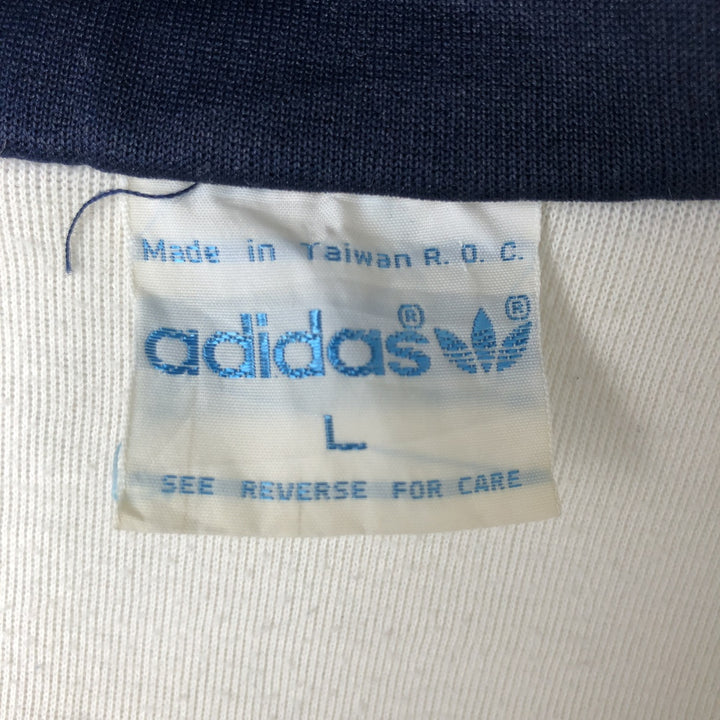 Made in Taiwan R. O. C.
adidas® ®
L
SEE REVERSE FOR CARE